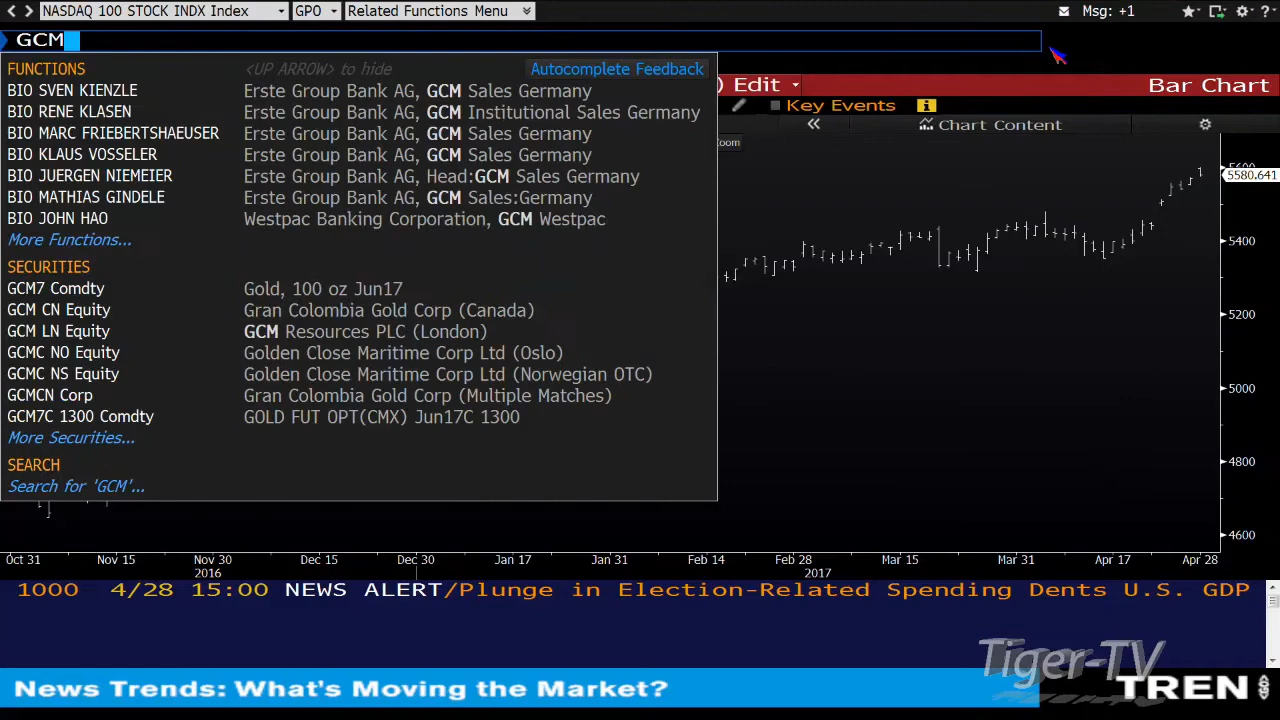 NASDAQ 100 STOCK INDX Index GPO Related Functions Menu Msg: +1
GCM
FUNCTIONS <UP ARROW> to hide Autocomplete Feedback
BIO SVEN KIENZLE Erste Group Bank AG, GCM Sales Germany
BIO RENE KLASEN Erste Group Bank AG, GCM Institutional Sales Germany
BIO MARC FRIEBERTSHAEUSER Erste Group Bank AG, GCM Sales Germany
BIO KLAUS VOSSELER Erste Group Bank AG, GCM Sales Germany
BIO JUERGEN NIEMEIER Erste Group Bank AG, Head:GCM Sales Germany
BIO MATHIAS GINDELE Erste Group Bank AG, GCM Sales:Germany
BIO JOHN HAO Westpac Banking Corporation, GCM Westpac
More Functions...
SECURITIES
GCM7 Comdty Gold, 100 oz Jun17
GCM CN Equity Gran Colombia Gold Corp (Canada)
GCM LN Equity GCM Resources PLC (London)
GCMC NO Equity Golden Close Maritime Corp Ltd (Oslo)
GCMC NS Equity Golden Close Maritime Corp Ltd (Norwegian OTC)
GCMCN Corp Gran Colombia Gold Corp (Multiple Matches)
GCM7C 1300 Comdty GOLD FUT OPT(CMX) Jun17C 1300
More Securities...
SEARCH
Search for 'GCM'...
) Edit Bar Chart
Key Events
Chart Content
5580.641
5400
5200
5000
4800
4600
Oct 31 Nov 15 Nov 30 Dec 15 Dec 30 Jan 17 Jan 31 Feb 14 Feb 28 Mar 15 Mar 31 Apr 17 Apr 28
2016 2017
1000 4/28 15:00 NEWS ALERT/Plunge in Election-Related Spending Dents U.S. GDP
Tiger-TV
News Trends: What's Moving the Market? TREN